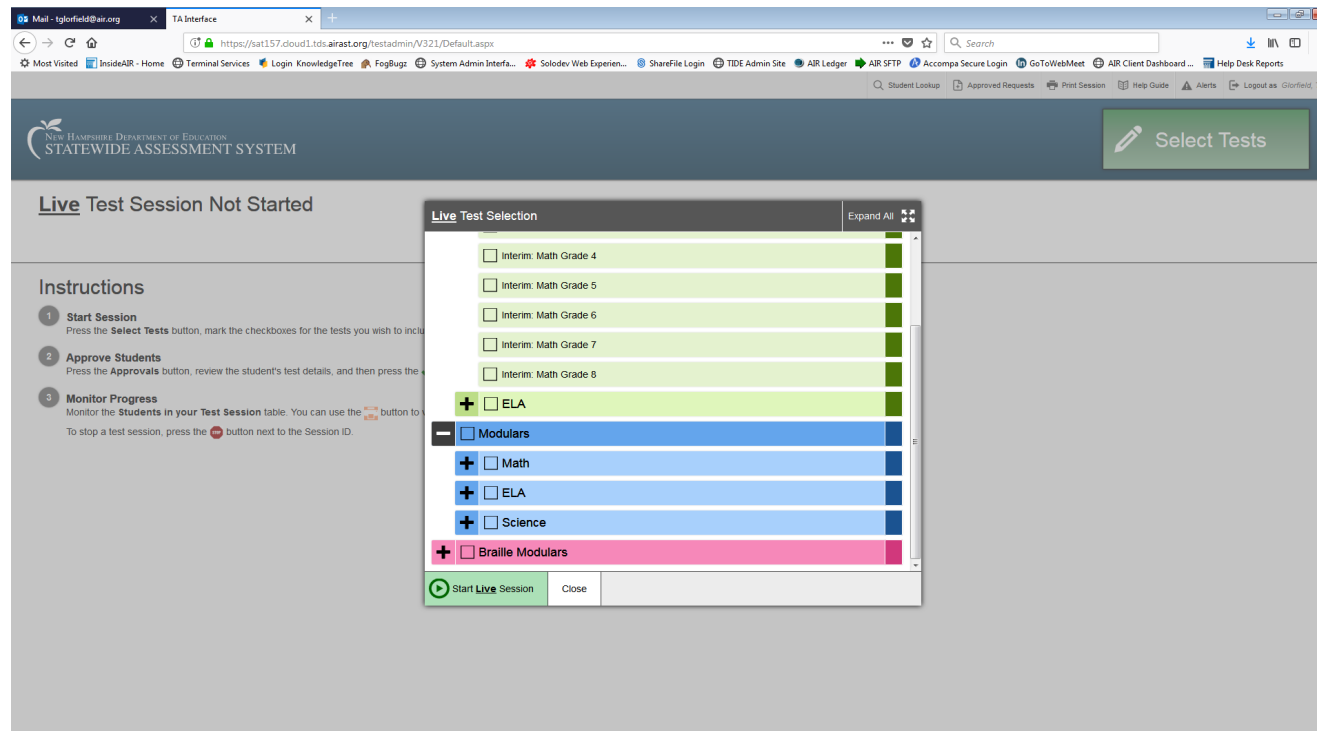 Mail - tglorfield@air.org
TA Interface
https://sat157.cloud1.tds.airast.org/testadmin/V321/Default.aspx
Search
Most Visited InsideAIR - Home Terminal Services Login KnowledgeTree FogBugz System Admin Interfa... Solodev Web Experien... ShareFile Login TIDE Admin Site AIR Ledger AIR SFTP Accompa Secure Login GoToWebMeet AIR Client Dashboard ... Help Desk Reports
Student Lookup Approved Requests Print Session Help Guide Alerts Logout as Glorfield,
New Hampshire Department of Education
STATEWIDE ASSESSMENT SYSTEM
Select Tests
Live Test Session Not Started
Instructions
1 Start Session
Press the Select Tests button, mark the checkboxes for the tests you wish to inclu
2 Approve Students
Press the Approvals button, review the student's test details, and then press the
3 Monitor Progress
Monitor the Students in your Test Session table. You can use the button to v
To stop a test session, press the STOP button next to the Session ID.
Live Test Selection
Expand All
Interim: Math Grade 4
Interim: Math Grade 5
Interim: Math Grade 6
Interim: Math Grade 7
Interim: Math Grade 8
ELA
Modulars
Math
ELA
Science
Braille Modulars
Start Live Session
Close